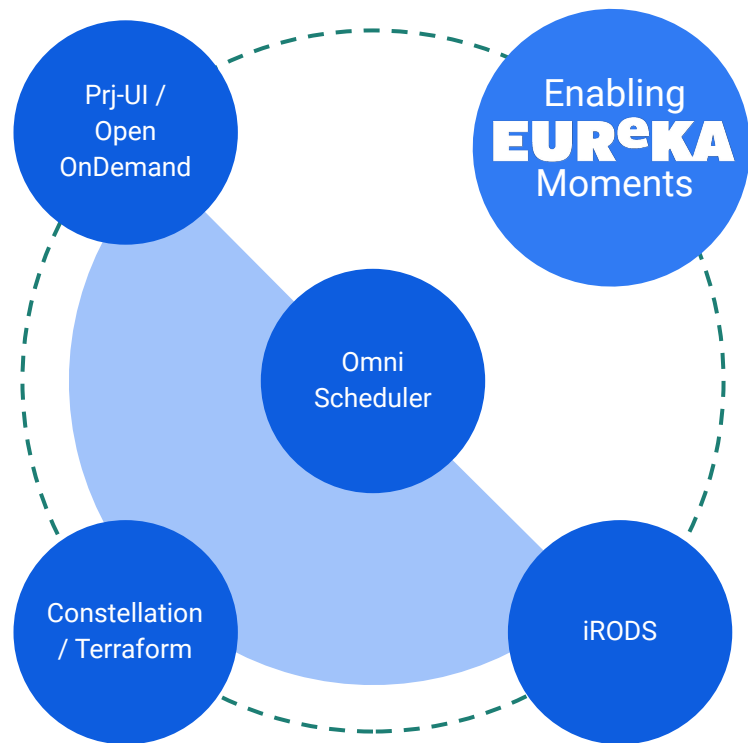 Prj-UI /
Open
OnDemand
Enabling
EUReKA
Moments
Omni
Scheduler
Constellation
/ Terraform
iRODS